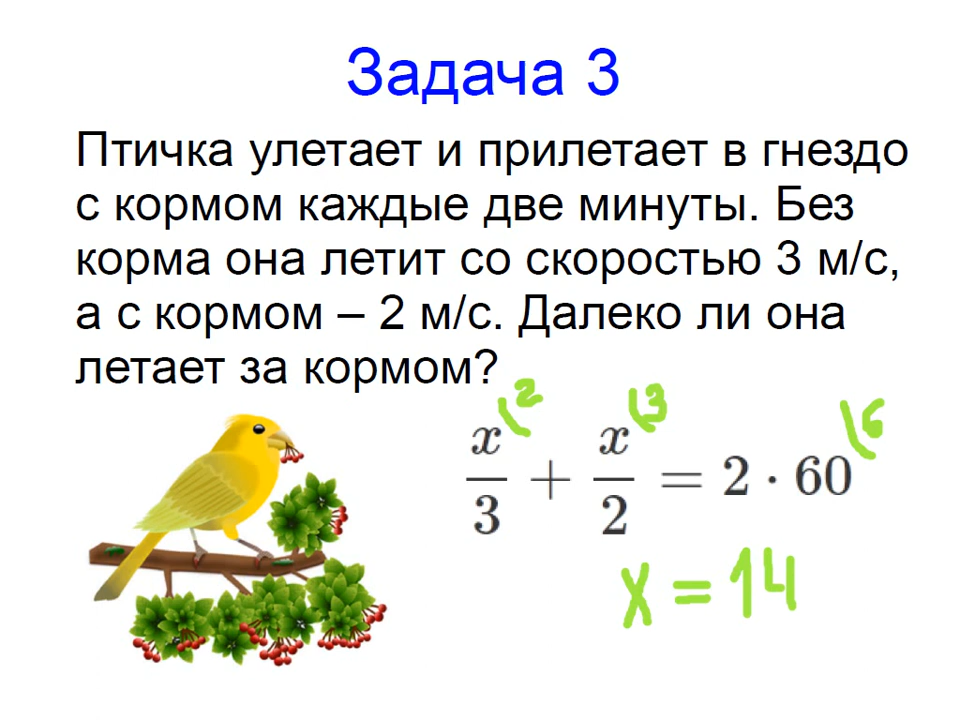 Задача 3
Птичка улетает и прилетает в гнездо
с кормом каждые две минуты. Без
корма она летит со скоростью 3 м/с,
а с кормом – 2 м/с. Далеко ли она
летает за кормом?
x/3 \2 + x/2 \3 = 2 · 60 \6
x = 14